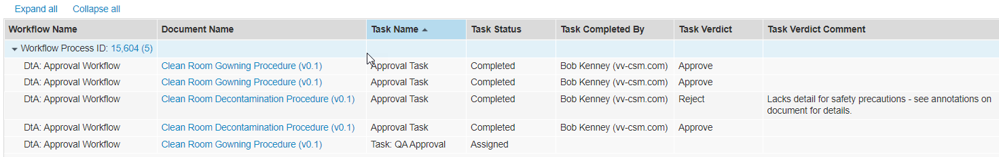 Expand all Collapse all
Workflow Name Document Name Task Name Task Status Task Completed By Task Verdict Task Verdict Comment
Workflow Process ID: 15,604 (5)
DtA: Approval Workflow Clean Room Gowning Procedure (v0.1) Approval Task Completed Bob Kenney (vv-csm.com) Approve
DtA: Approval Workflow Clean Room Gowning Procedure (v0.1) Approval Task Completed Bob Kenney (vv-csm.com) Approve
DtA: Approval Workflow Clean Room Decontamination Procedure (v0.1) Approval Task Completed Bob Kenney (vv-csm.com) Reject Lacks detail for safety precautions - see annotations on
document for details.
DtA: Approval Workflow Clean Room Decontamination Procedure (v0.1) Approval Task Completed Bob Kenney (vv-csm.com) Approve
DtA: Approval Workflow Clean Room Gowning Procedure (v0.1) Task: QA Approval Assigned